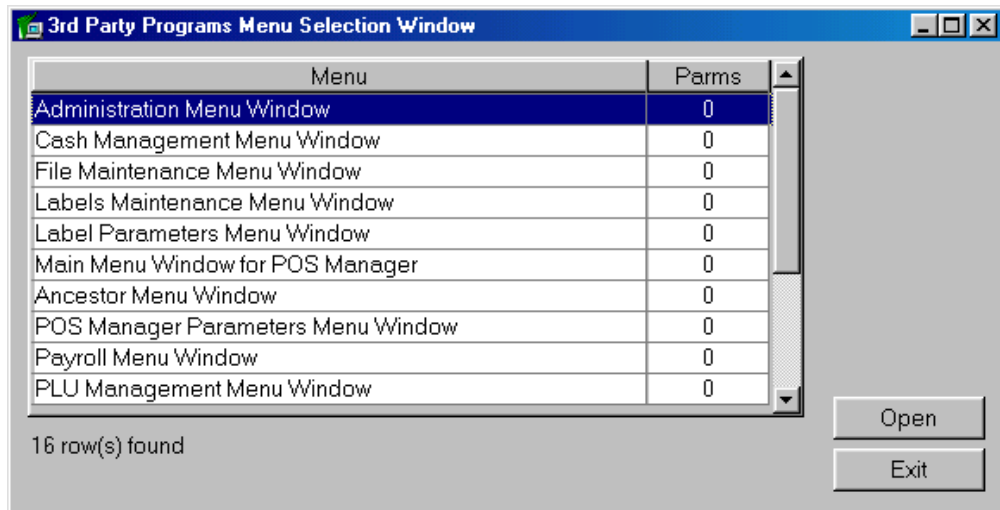 3rd Party Programs Menu Selection Window
Menu Parms
Administration Menu Window 0
Cash Management Menu Window 0
File Maintenance Menu Window 0
Labels Maintenance Menu Window 0
Label Parameters Menu Window 0
Main Menu Window for POS Manager 0
Ancestor Menu Window 0
POS Manager Parameters Menu Window 0
Payroll Menu Window 0
PLU Management Menu Window 0
Open
16 row(s) found
Exit